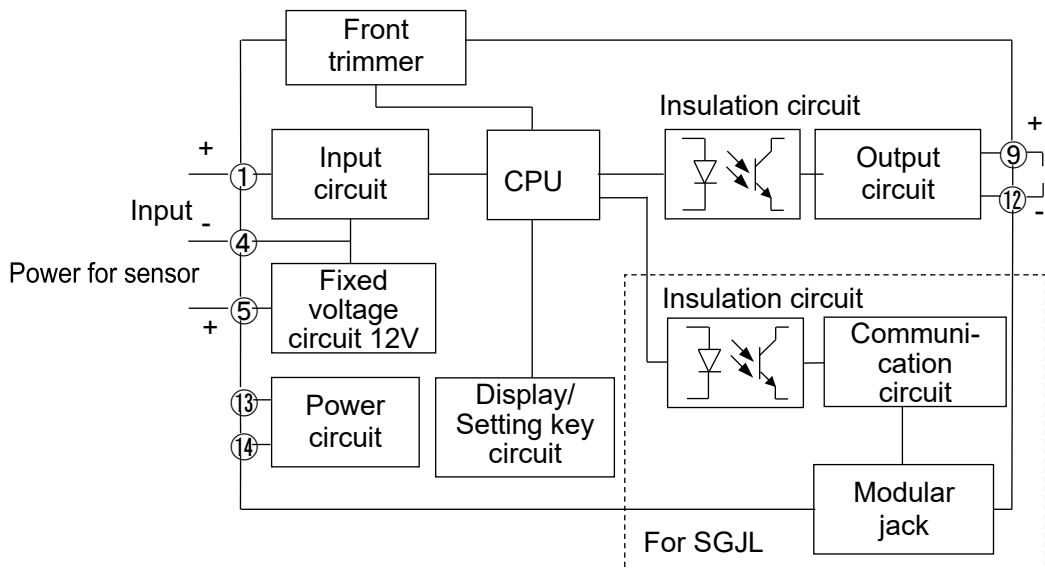 Front
trimmer
Insulation circuit
+
+
①
Input
circuit
CPU
Output
circuit
⑨
⑫
-
Input
-
④
Power for sensor
⑤
+
Fixed
voltage
circuit 12V
Insulation circuit
Communi-
cation
circuit
⑬
⑭
Power
circuit
Display/
Setting key
circuit
Modular
jack
For SGJL